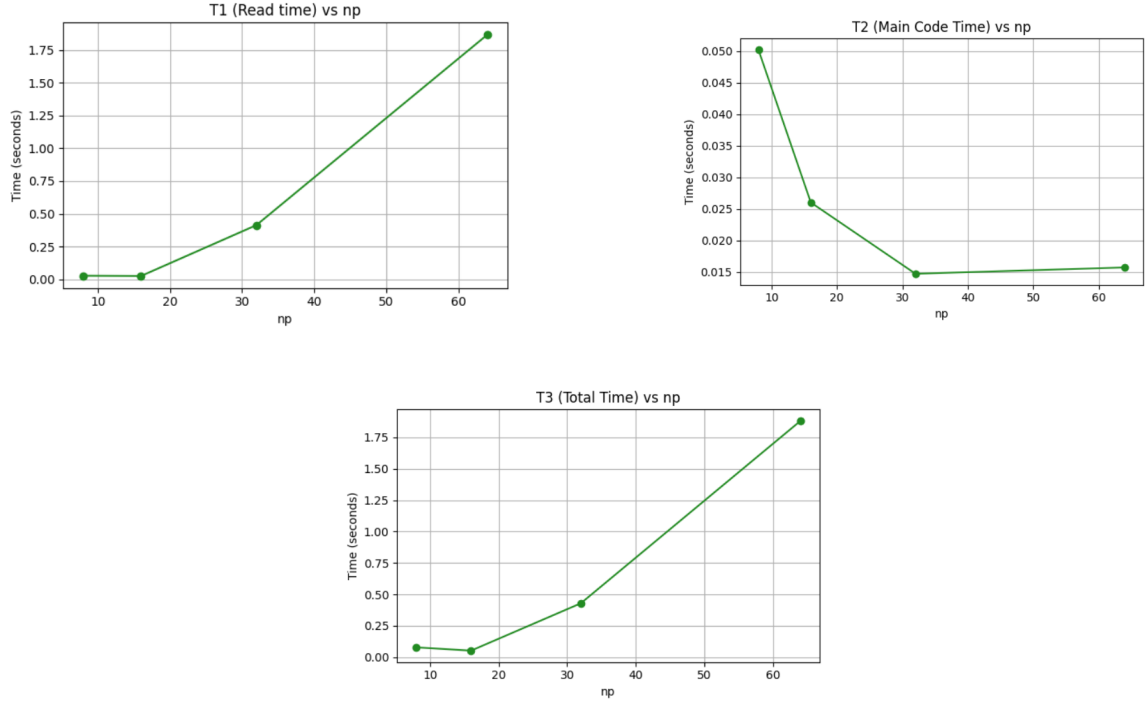 T1 (Read time) vs np
Time (seconds)
1.75
1.50
1.25
1.00
0.75
0.50
0.25
0.00
10 20 30 40 50 60
np
T2 (Main Code Time) vs np
Time (seconds)
0.050
0.045
0.040
0.035
0.030
0.025
0.020
0.015
10 20 30 40 50 60
np
T3 (Total Time) vs np
Time (seconds)
1.75
1.50
1.25
1.00
0.75
0.50
0.25
0.00
10 20 30 40 50 60
np